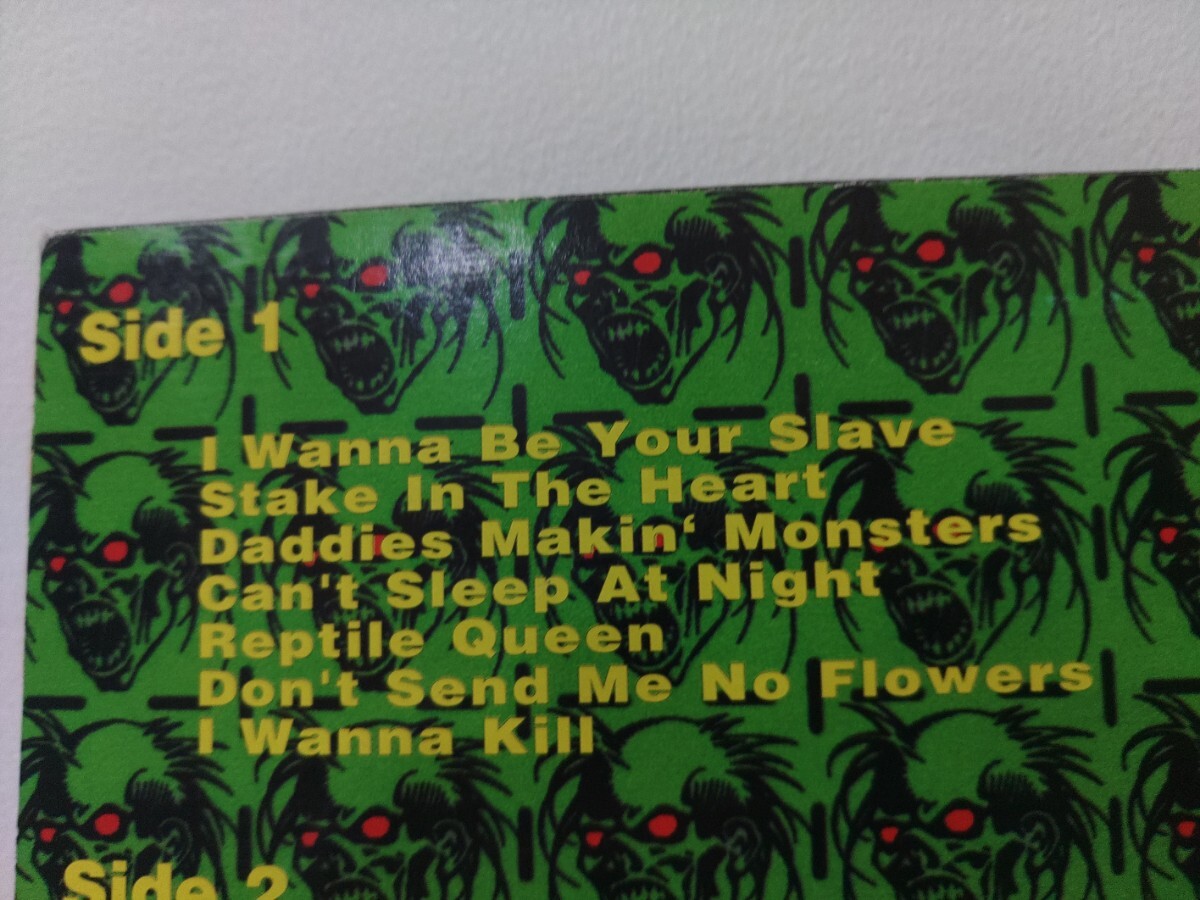 Side 1
I Wanna Be Your Slave
Stake In The Heart
Daddies Makin‘ Monsters
Can't Sleep At Night
Reptile Queen
Don't Send Me No Flowers
I Wanna Kill
Side 2